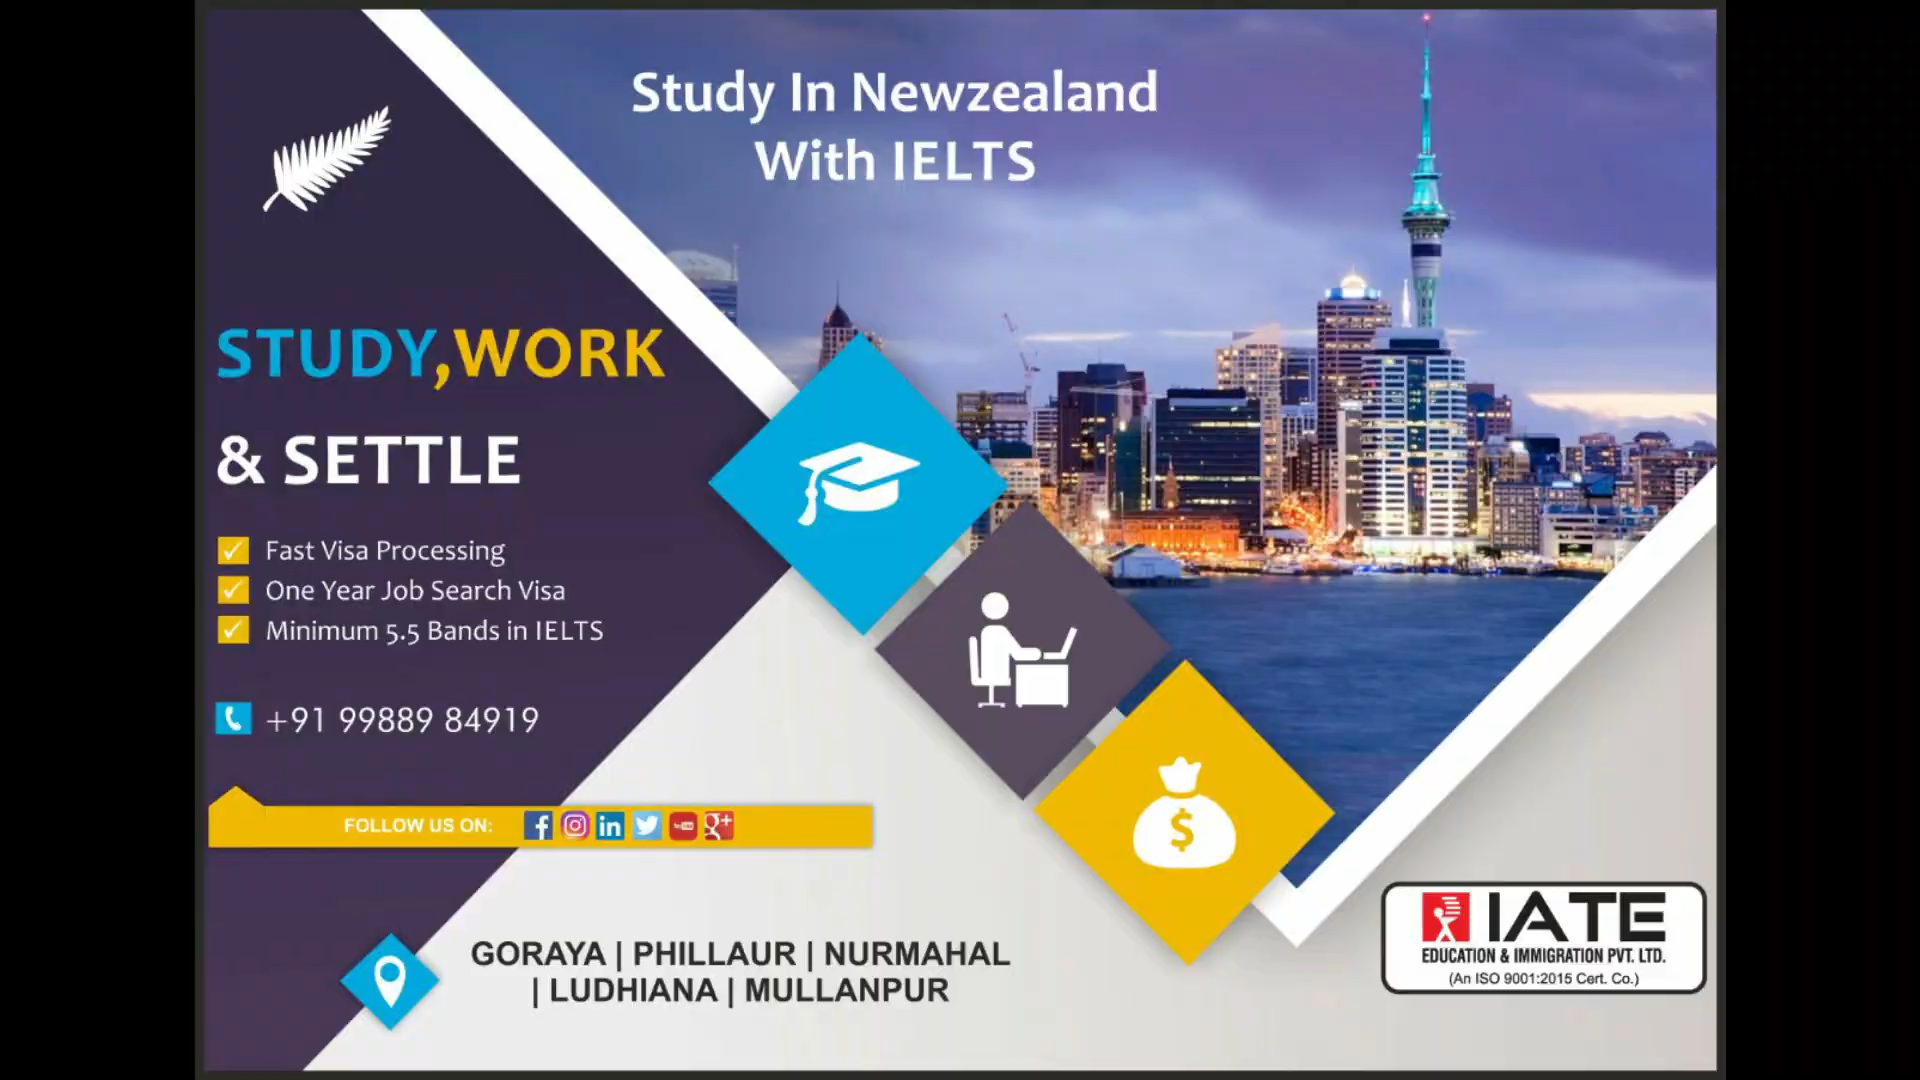 Study In Newzealand
With IELTS
STUDY,WORK
& SETTLE
Fast Visa Processing
One Year Job Search Visa
Minimum 5.5 Bands in IELTS
+91 99889 84919
FOLLOW US ON:
GORAYA | PHILLAUR | NURMAHAL
| LUDHIANA | MULLANPUR
IATE
EDUCATION & IMMIGRATION PVT. LTD.
(An ISO 9001:2015 Cert. Co.)